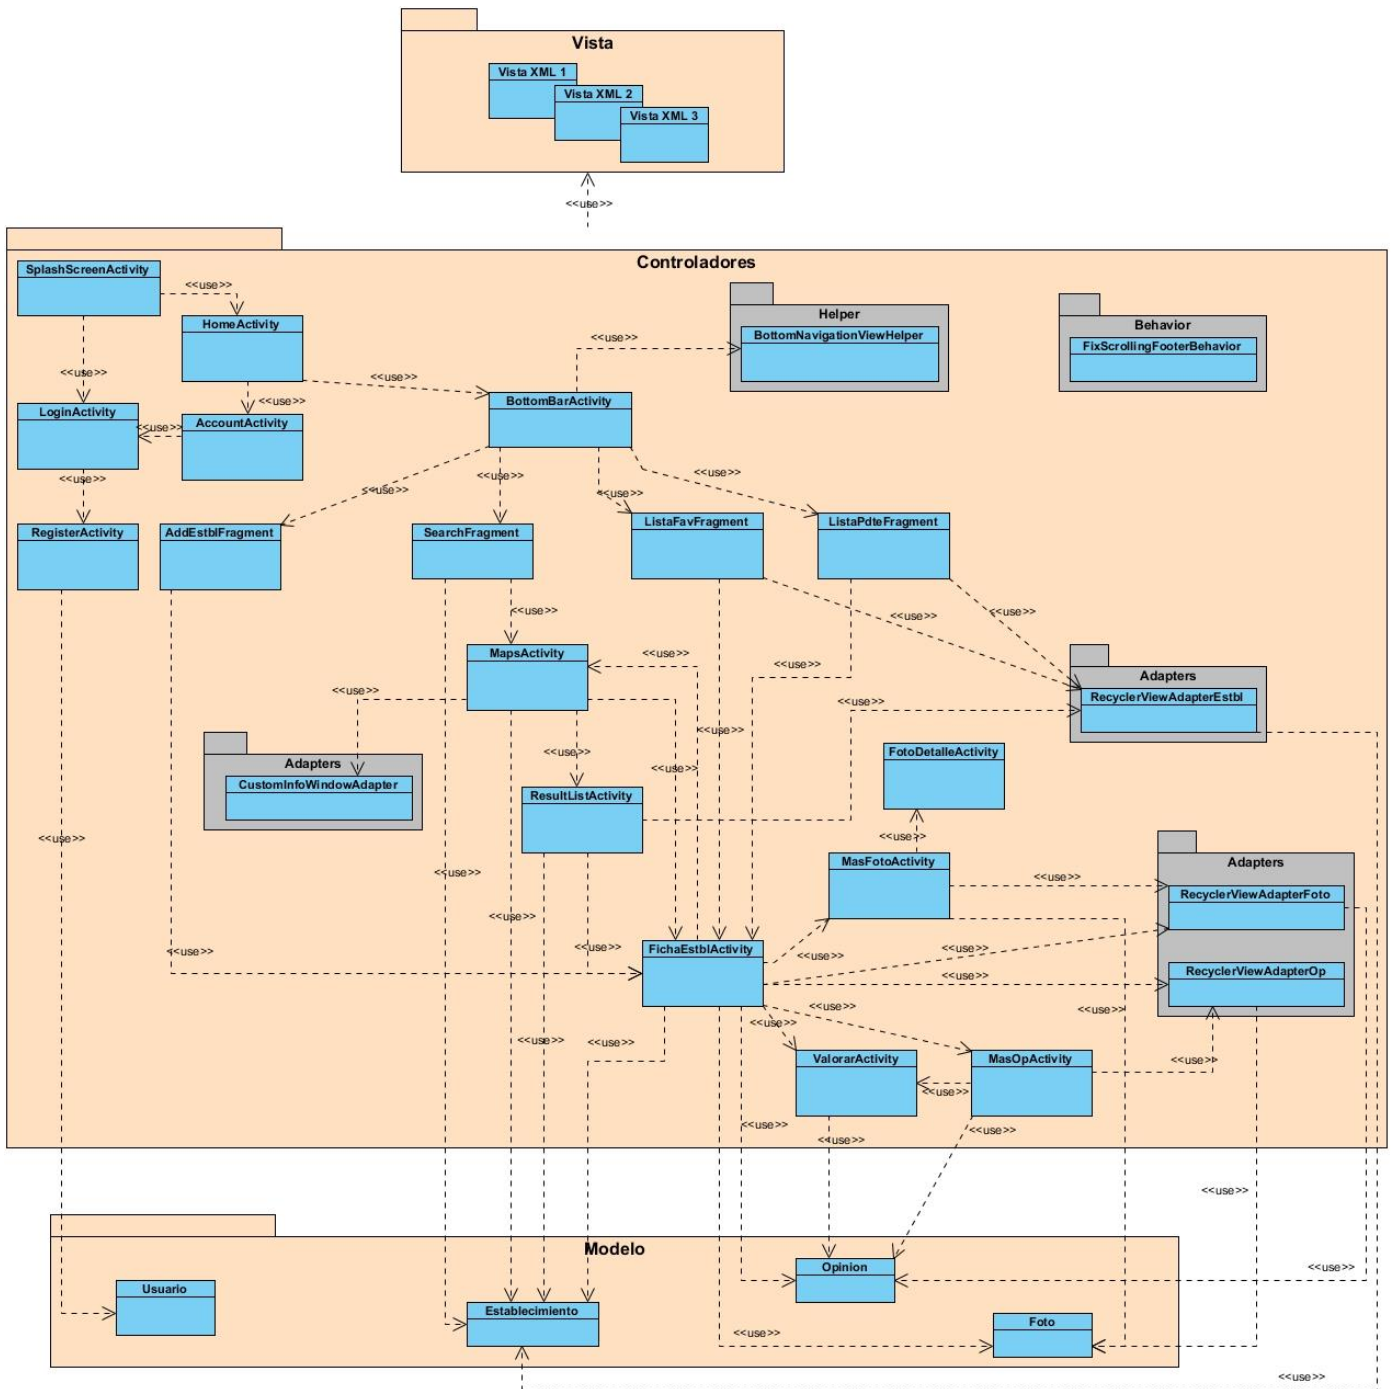 Vista
Vista XML 1
Vista XML 2
Vista XML 3
<<use>>
Controladores
SplashScreenActivity
<<use>>
HomeActivity
Helper
BottomNavigationViewHelper
Behavior
FixScrollingFooterBehavior
<<use>>
<<use>>
<<use>>
LoginActivity
<<use>>
AccountActivity
<<use>>
BottomBarActivity
<<use>>
<<use>>
<<use>>
<<use>>
<<use>>
RegisterActivity
AddEstblFragment
SearchFragment
ListaFavFragment
ListaPdteFragment
<<use>>
<<use>>
<<use>>
MapsActivity
<<use>>
<<use>>
Adapters
RecyclerViewAdapterEstbl
<<use>>
<<use>>
<<use>>
<<use>>
<<use>>
Adapters
CustomInfoWindowAdapter
ResultListActivity
FotoDetalleActivity
<<use>>
<<use>>
<<use>>
MasFotoActivity
<<use>>
Adapters
RecyclerViewAdapterFoto
<<use>>
<<use>>
<<use>>
FichaEstblActivity
<<use>>
<<use>>
<<use>>
RecyclerViewAdapterOp
<<use>>
<<use>>
<<use>>
<<use>>
<<use>>
ValorarActivity
MasOpActivity
<<use>>
<<use>>
<<use>>
<<use>>
<<use>>
<<use>>
Modelo
Usuario
Establecimiento
Opinion
<<use>>
Foto
<<use>>
<<use>>